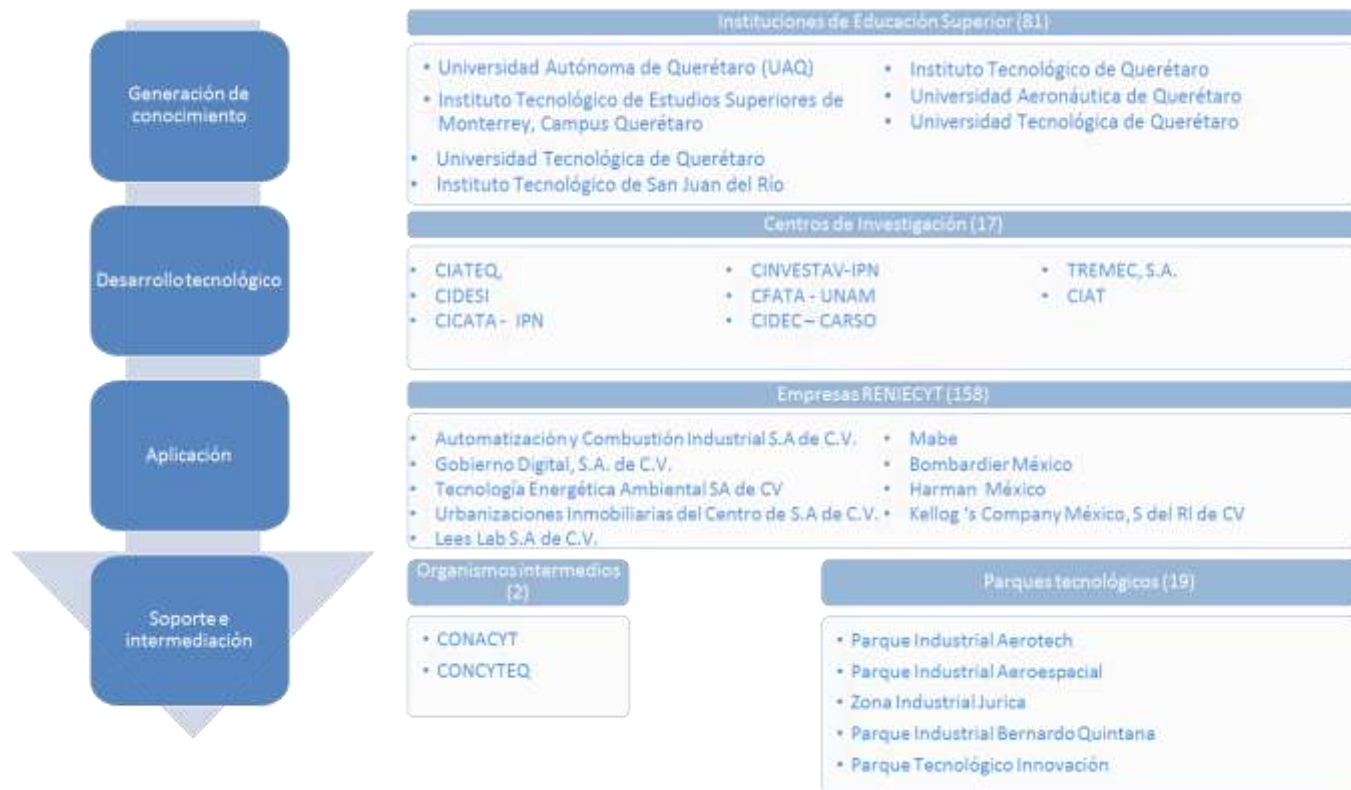 Generación de
conocimiento
Instituciones de Educación Superior (81)
• Universidad Autónoma de Querétaro (UAQ)
• Instituto Tecnológico de Estudios Superiores de
Monterrey, Campus Querétaro
• Universidad Tecnológica de Querétaro
• Instituto Tecnológico de San Juan del Río
• Instituto Tecnológico de Querétaro
• Universidad Aeronáutica de Querétaro
• Universidad Tecnológica de Querétaro
Desarrollo tecnológico
Centros de Investigación (17)
• CIATEQ,
• CIDESI
• CICATA - IPN
• CINVESTAV-IPN
• CFATA - UNAM
• CIDEC – CARSO
• TREMEC, S.A.
• CIAT
Aplicación
Empresas RENIECYT (158)
• Automatización y Combustión Industrial S.A de C.V.
• Gobierno Digital, S.A. de C.V.
• Tecnología Energética Ambiental SA de CV
• Urbanizaciones Inmobiliarias del Centro de S.A de C.V.
• Lees Lab S.A de C.V.
• Mabe
• Bombardier México
• Harman México
• Kellog 's Company México, S del Rl de CV
Soporte e
intermediación
Organismos intermedios
(2)
• CONACYT
• CONCYTEQ
Parques tecnológicos (19)
• Parque Industrial Aerotech
• Parque Industrial Aeroespacial
• Zona Industrial Jurica
• Parque Industrial Bernardo Quintana
• Parque Tecnológico Innovación